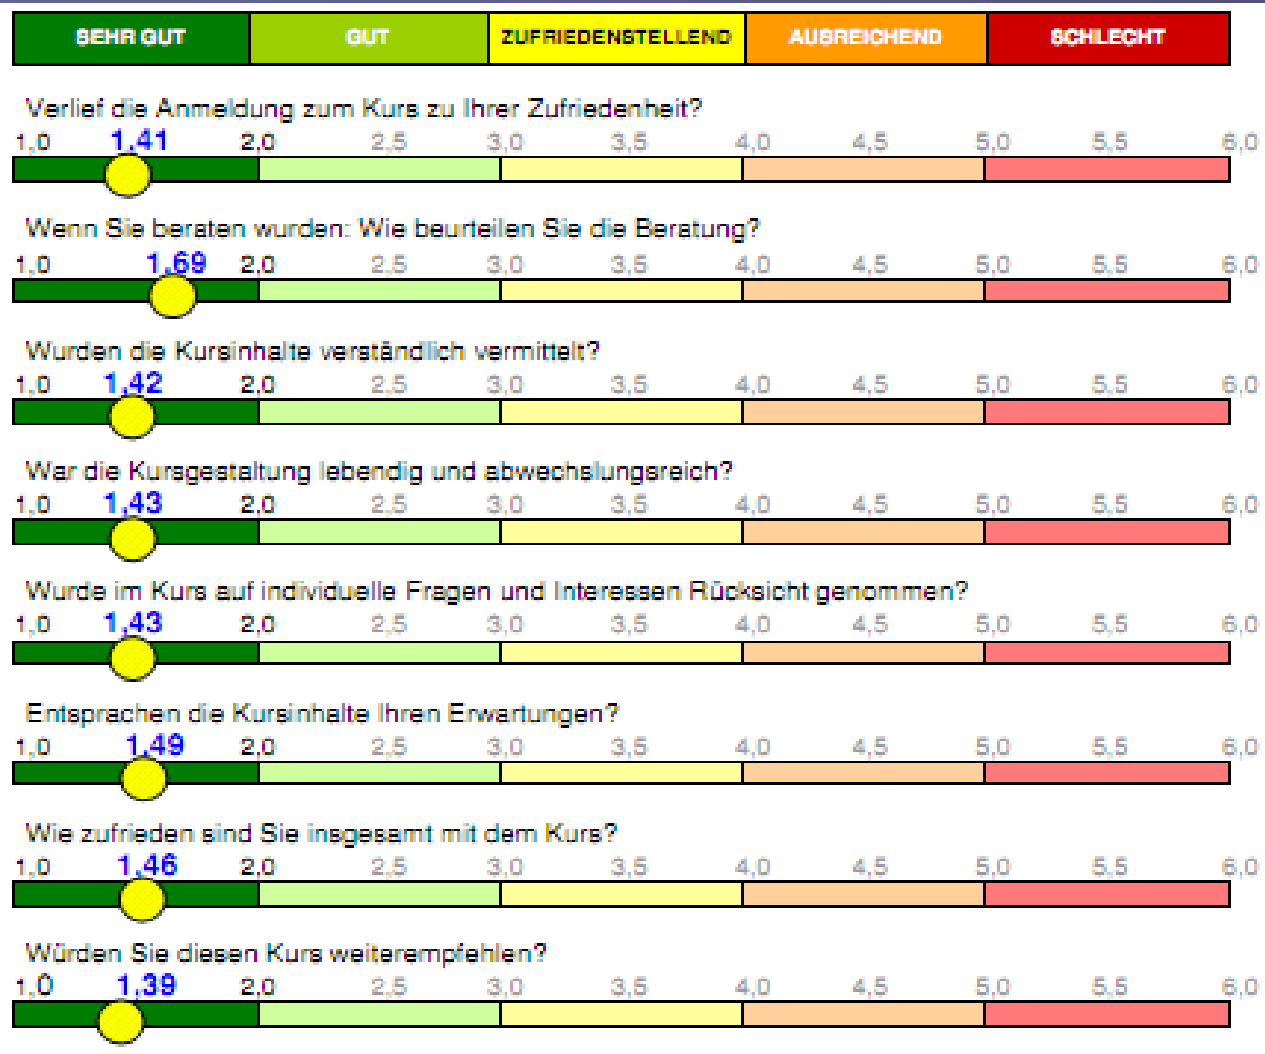 SEHR GUT GUT ZUFRIEDENSTELLEND AUSREICHEND SCHLECHT
Verlief die Anmeldung zum Kurs zu Ihrer Zufriedenheit?
1,0 1,41 2,0 2,5 3,0 3,5 4,0 4,5 5,0 5,5 6,0
Wenn Sie beraten wurden: Wie beurteilen Sie die Beratung?
1,0 1,69 2,0 2,5 3,0 3,5 4,0 4,5 5,0 5,5 6,0
Wurden die Kursinhalte verständlich vermittelt?
1,0 1,42 2,0 2,5 3,0 3,5 4,0 4,5 5,0 5,5 6,0
War die Kursgestaltung lebendig und abwechslungsreich?
1,0 1,43 2,0 2,5 3,0 3,5 4,0 4,5 5,0 5,5 6,0
Wurde im Kurs auf individuelle Fragen und Interessen Rücksicht genommen?
1,0 1,43 2,0 2,5 3,0 3,5 4,0 4,5 5,0 5,5 6,0
Entsprachen die Kursinhalte Ihren Erwartungen?
1,0 1,49 2,0 2,5 3,0 3,5 4,0 4,5 5,0 5,5 6,0
Wie zufrieden sind Sie insgesamt mit dem Kurs?
1,0 1,46 2,0 2,5 3,0 3,5 4,0 4,5 5,0 5,5 6,0
Würden Sie diesen Kurs weiterempfehlen?
1,0 1,39 2,0 2,5 3,0 3,5 4,0 4,5 5,0 5,5 6,0